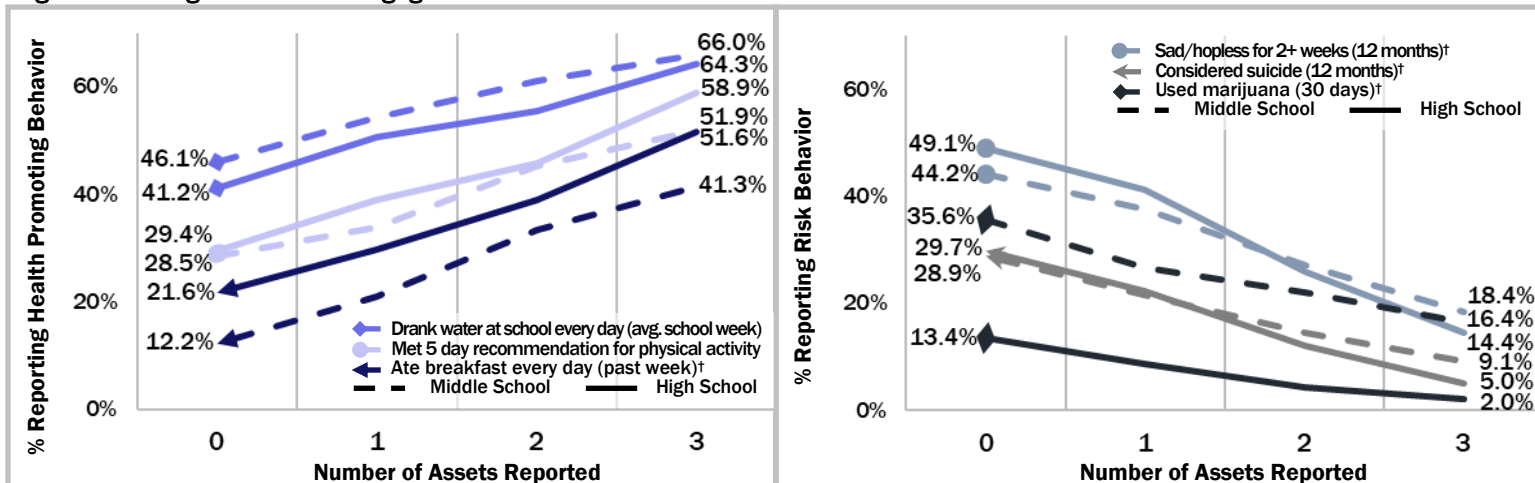 66.0%
64.3%
58.9%
51.9%
51.6%
41.3%
60%
40%
20%
0%
46.1%
41.2%
29.4%
28.5%
21.6%
12.2%
% Reporting Health Promoting Behavior
Drank water at school every day (avg. school week)
Met 5 day recommendation for physical activity
Ate breakfast every day (past week)†
Middle School High School
0 1 2 3
Number of Assets Reported
Sad/hopless for 2+ weeks (12 months)†
Considered suicide (12 months)†
Used marijuana (30 days)†
Middle School High School
% Reporting Risk Behavior
60%
40%
20%
0%
49.1%
44.2%
35.6%
29.7%
28.9%
13.4%
18.4%
16.4%
14.4%
9.1%
5.0%
2.0%
0 1 2 3
Number of Assets Reported